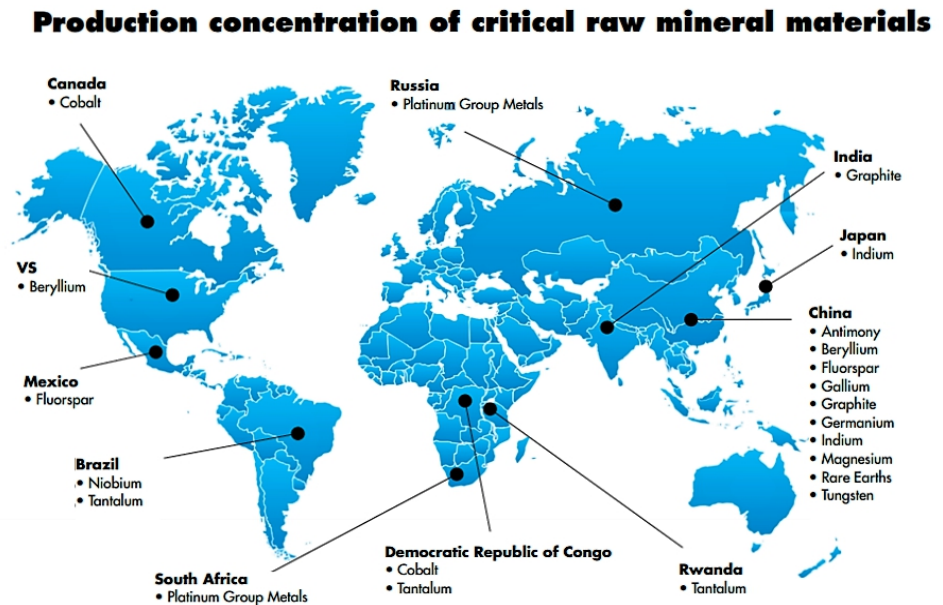 Production concentration of critical raw mineral materials
Canada
• Cobalt
Russia
• Platinum Group Metals
India
• Graphite
Japan
• Indium
VS
• Beryllium
China
• Antimony
• Beryllium
• Fluorspar
• Gallium
• Graphite
• Germanium
• Indium
• Magnesium
• Rare Earths
• Tungsten
Mexico
• Fluorspar
Brazil
• Niobium
• Tantalum
South Africa
• Platinum Group Metals
Democratic Republic of Congo
• Cobalt
• Tantalum
Rwanda
• Tantalum